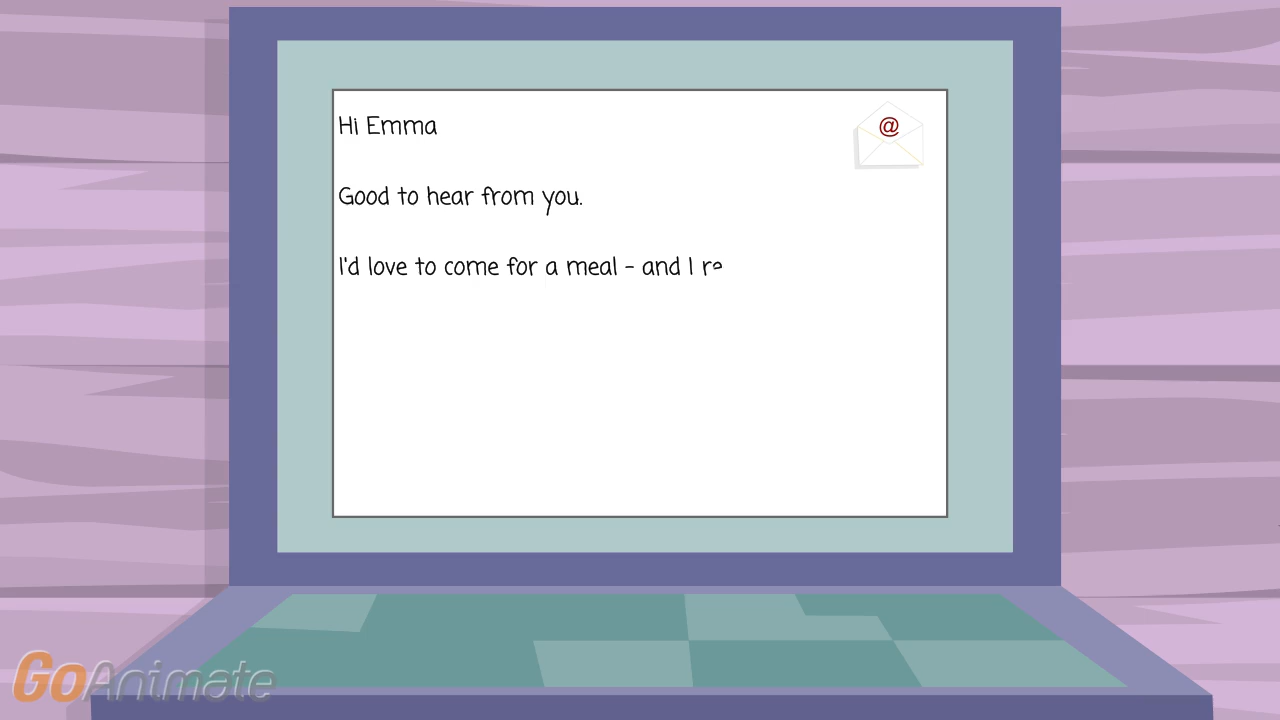 Hi Emma
@
Good to hear from you.
I'd love to come for a meal - and I
GoAnimate